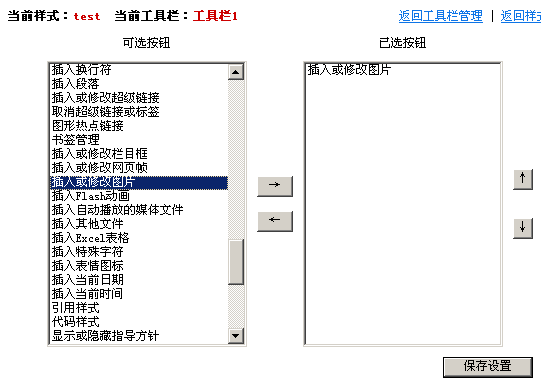 当前样式：test 当前工具栏：工具栏1
返回工具栏管理 | 返回样
可选按钮
已选按钮
插入换行符
插入段落
插入或修改超级链接
取消超级链接或标签
图形热点链接
书签管理
插入或修改栏目框
插入或修改网页帧
插入或修改图片
插入Flash动画
插入自动播放的媒体文件
插入其他文件
插入Excel表格
插入特殊字符
插入表情图标
插入当前日期
插入当前时间
引用样式
代码样式
显示或隐藏指导方针
插入或修改图片
→
←
↑
↓
保存设置